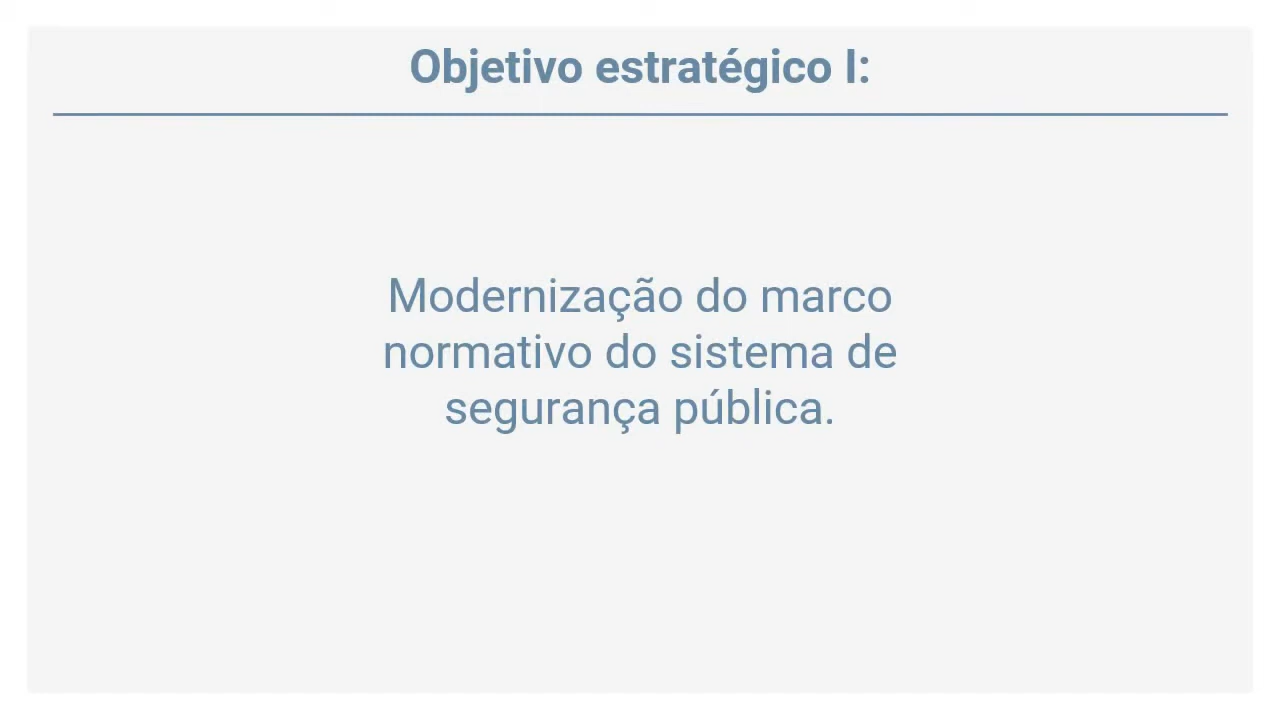 Objetivo estratégico I:
Modernização do marco
normativo do sistema de
segurança pública.